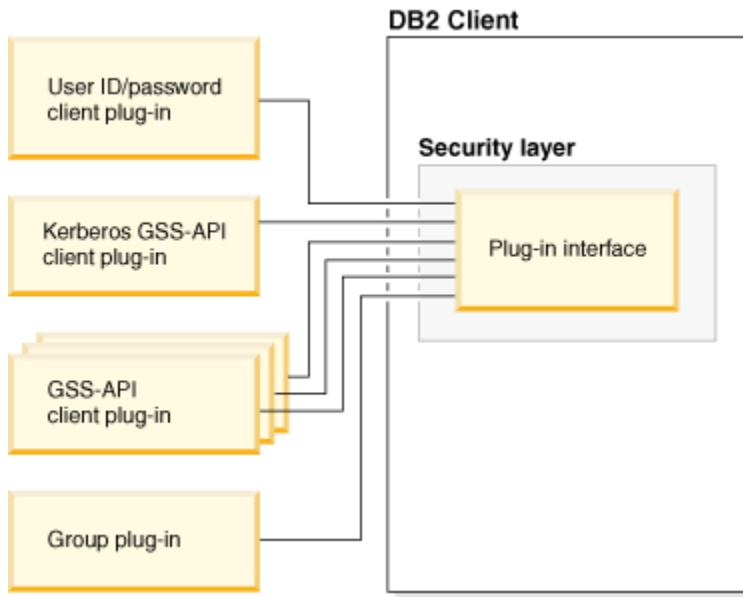 DB2 Client
User ID/password
client plug-in
Security layer
Kerberos GSS-API
client plug-in
Plug-in interface
GSS-API
client plug-in
Group plug-in